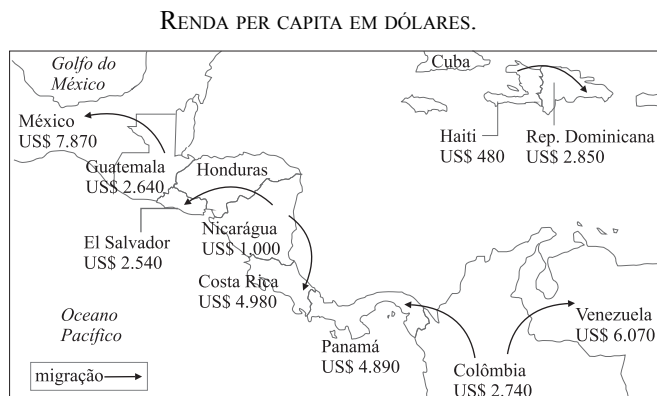 RENDA PER CAPITA EM DÓLARES.
Golfo do
México
Cuba
México
US$ 7.870
Haiti
US$ 480
Rep. Dominicana
US$ 2.850
Guatemala
US$ 2.640
Honduras
El Salvador
US$ 2.540
Nicarágua
US$ 1.000
Costa Rica
US$ 4.980
Oceano
Pacífico
Panamá
US$ 4.890
Venezuela
US$ 6.070
Colômbia
US$ 2.740
migração